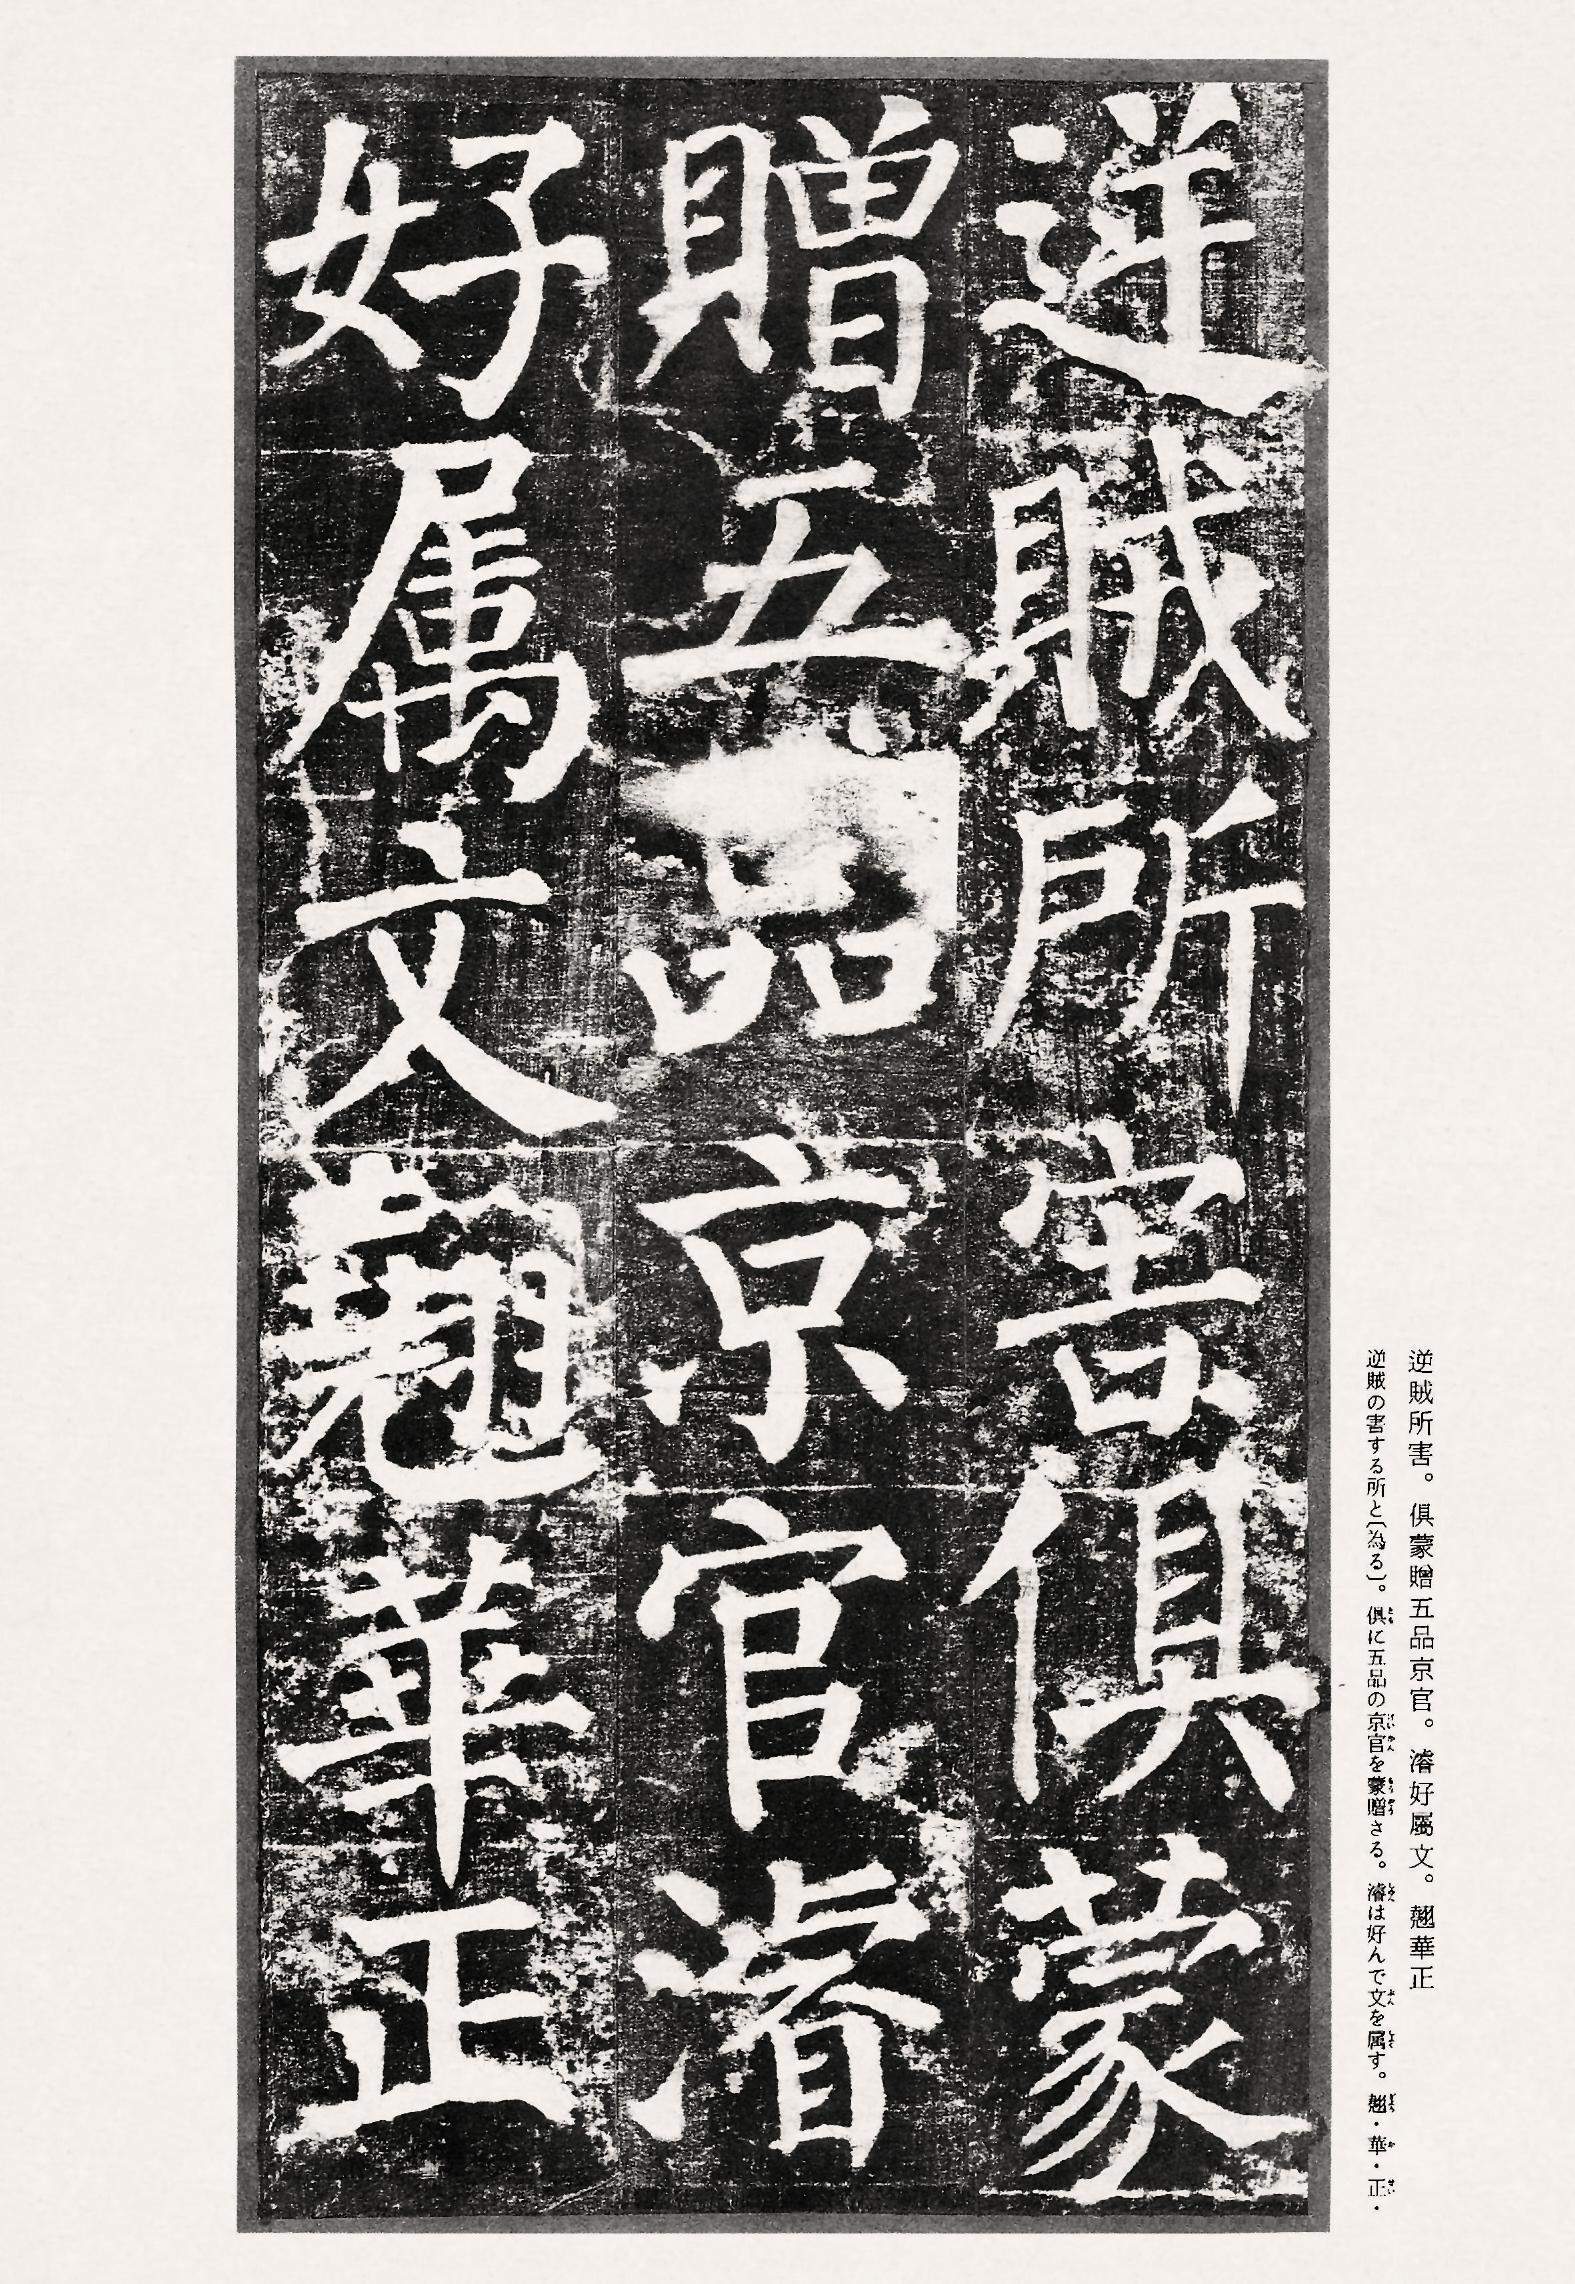 逆賊所害。俱蒙贈五品京官。濬好屬文。翹華正
逆賊の害する所と〔為る〕。俱に五品の京官を蒙贈さる。濬は好んで文を属す。翹・華・正・
逆賊所害俱蒙
贈五品京官濬
好属文翹華正